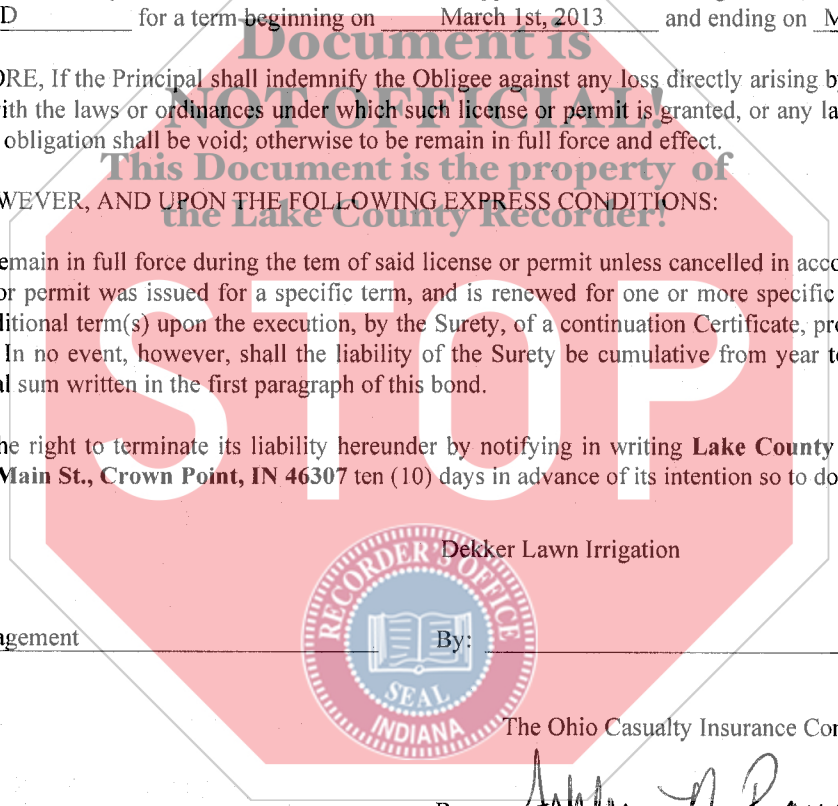 D for a term beginning on March 1st, 2013 and ending on M
Document is
ORE, If the Principal shall indemnify the Obligee against any loss directly arising b
ith the laws or ordinances under which such license or permit is granted, or any la
NOT OFFICIAL!
obligation shall be void; otherwise to be remain in full force and effect.
This Document is the property of
WEVER, AND UPON THE FOLLOWING EXPRESS CONDITIONS:
the Lake County Recorder!
emain in full force during the tem of said license or permit unless cancelled in acco
or permit was issued for a specific term, and is renewed for one or more specific
ditional term(s) upon the execution, by the Surety, of a continuation Certificate, pro
In no event, however, shall the liability of the Surety be cumulative from year to
al sum written in the first paragraph of this bond.
STOP
he right to terminate its liability hereunder by notifying in writing Lake County
Main St., Crown Point, IN 46307 ten (10) days in advance of its intention so to do
Dekker Lawn Irrigation
RECORDER'S OFFICE
agement By:
SEAL
INDIANA
The Ohio Casualty Insurance Com